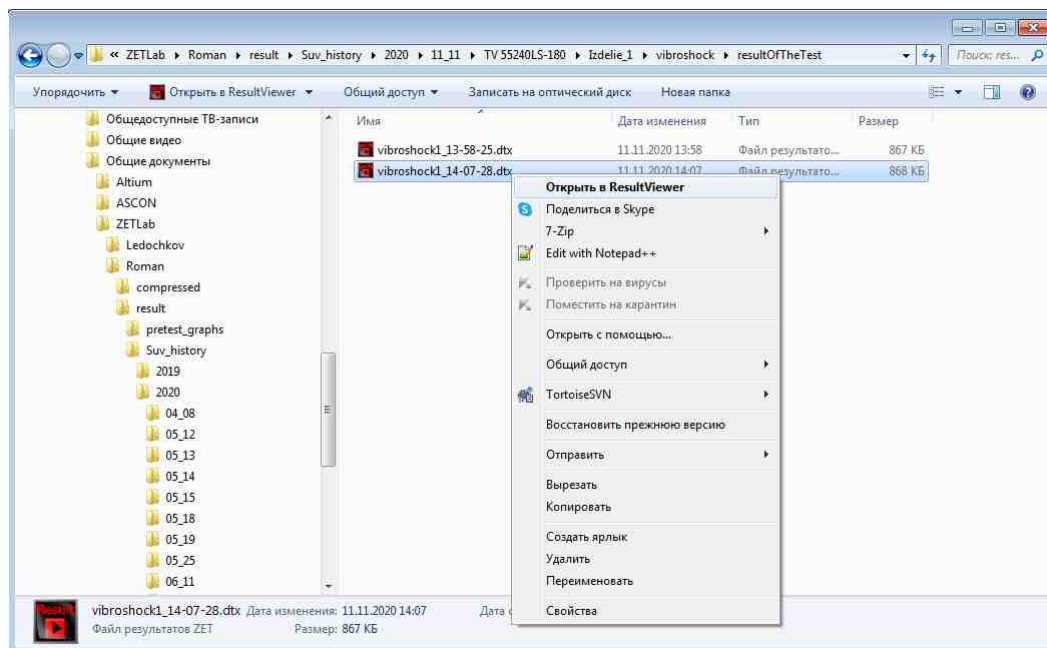 « ZETLab ▸ Roman ▸ result ▸ Suv_history ▸ 2020 ▸ 11_11 ▸ TV 55240LS-180 ▸ Izdelie_1 ▸ vibroshock ▸ resultOfTheTest
Поиск: res...
Упорядочить Открыть в ResultViewer Общий доступ Записать на оптический диск Новая папка
Общедоступные ТВ-записи
Общие видео
Общие документы
Altium
ASCON
ZETLab
Ledochkov
Roman
compressed
result
pretest_graphs
Suv_history
2019
2020
04_08
05_12
05_13
05_14
05_15
05_18
05_19
05_25
06_11
Имя Дата изменения Тип Размер
vibroshock1_13-58-25.dtx 11.11.2020 13:58 Файл результато... 867 КБ
vibroshock1_14-07-28.dtx 11.11.2020 14:07 Файл результато... 868 КБ
Открыть в ResultViewer
Поделиться в Skype
7-Zip
Edit with Notepad++
Проверить на вирусы
Поместить на карантин
Открыть с помощью...
Общий доступ
TortoiseSVN
Восстановить прежнюю версию
Отправить
Вырезать
Копировать
Создать ярлык
Удалить
Переименовать
Свойства
Result
vibroshock1_14-07-28.dtx Дата изменения: 11.11.2020 14:07 Дата
Файл результатов ZET Размер: 867 КБ